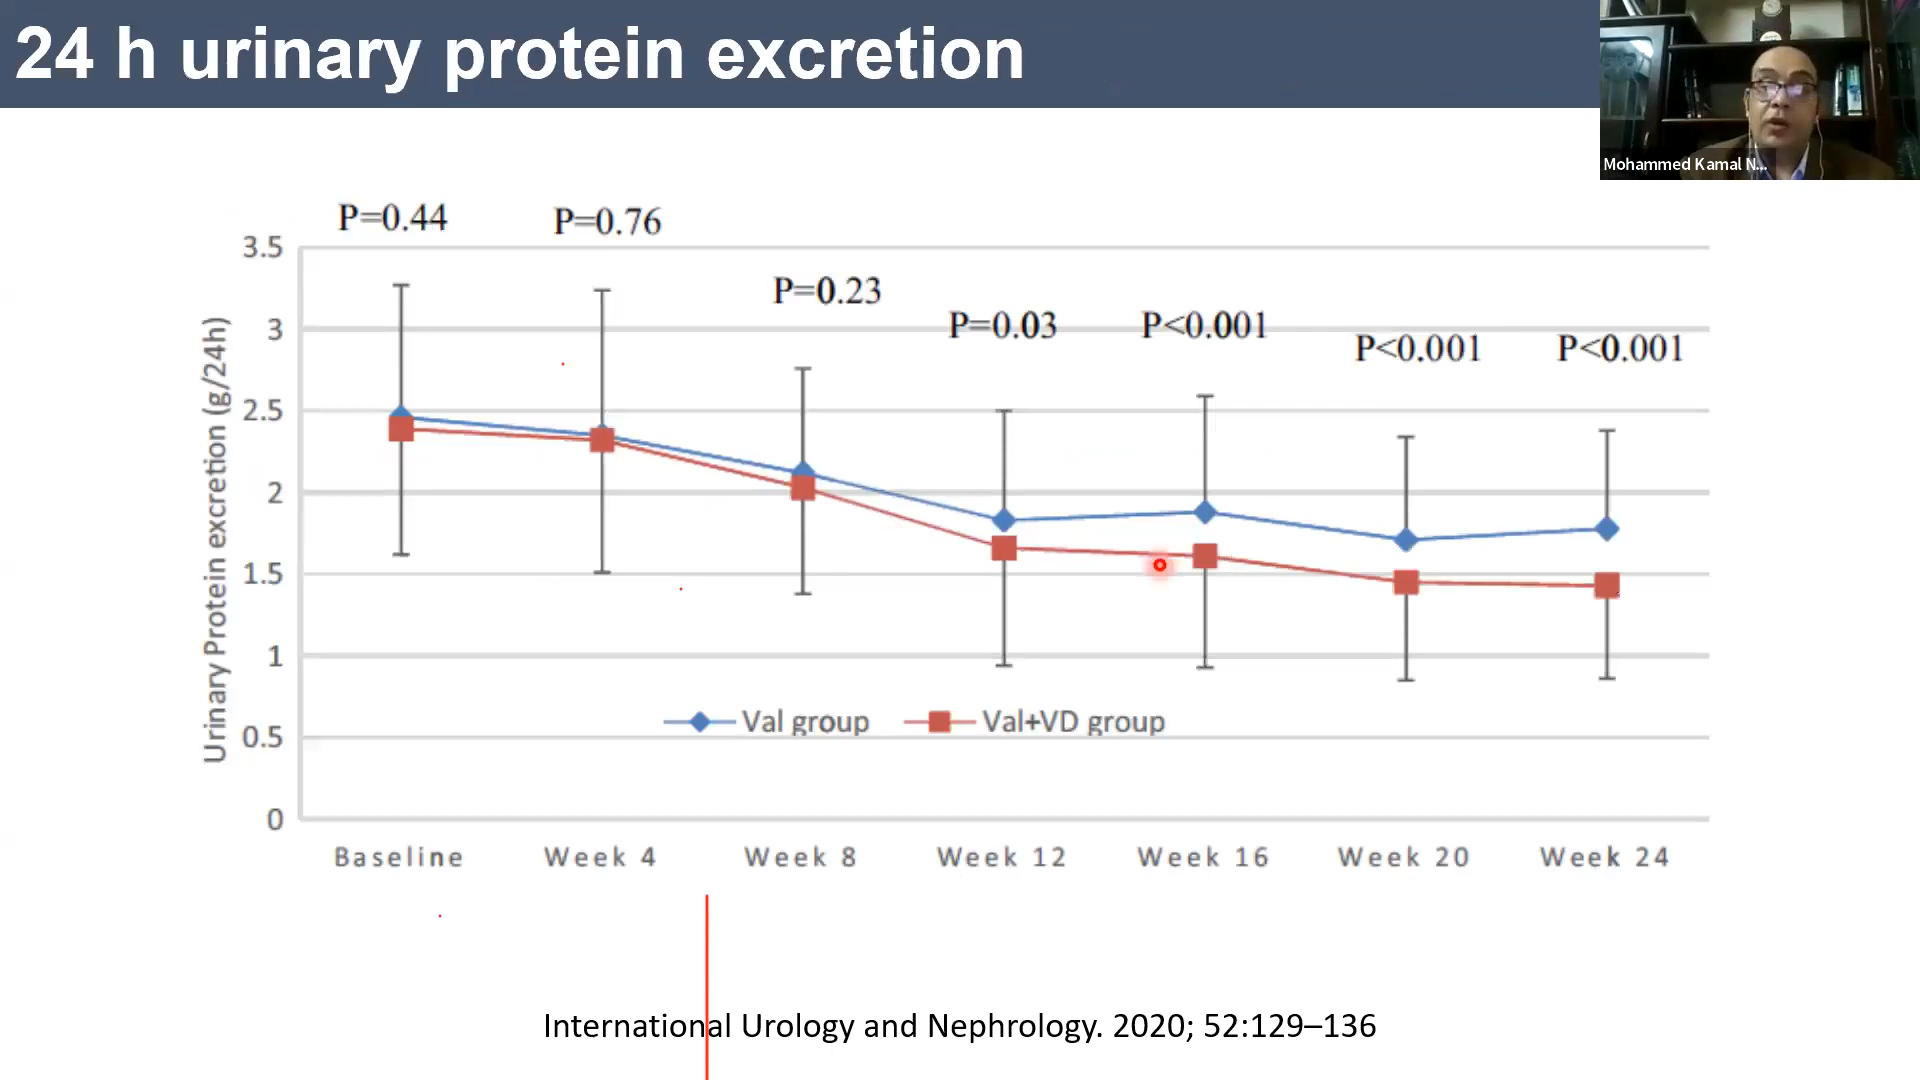 24 h urinary protein excretion
Mohammed Kamal N...
P=0.44
P=0.76
P=0.23
P=0.03
P<0.001
P<0.001
P<0.001
Urinary Protein excretion (g/24h)
3.5
3
2.5
2
1.5
1
0.5
0
Val group
Val+VD group
Baseline
Week 4
Week 8
Week 12
Week 16
Week 20
Week 24
International Urology and Nephrology. 2020; 52:129–136